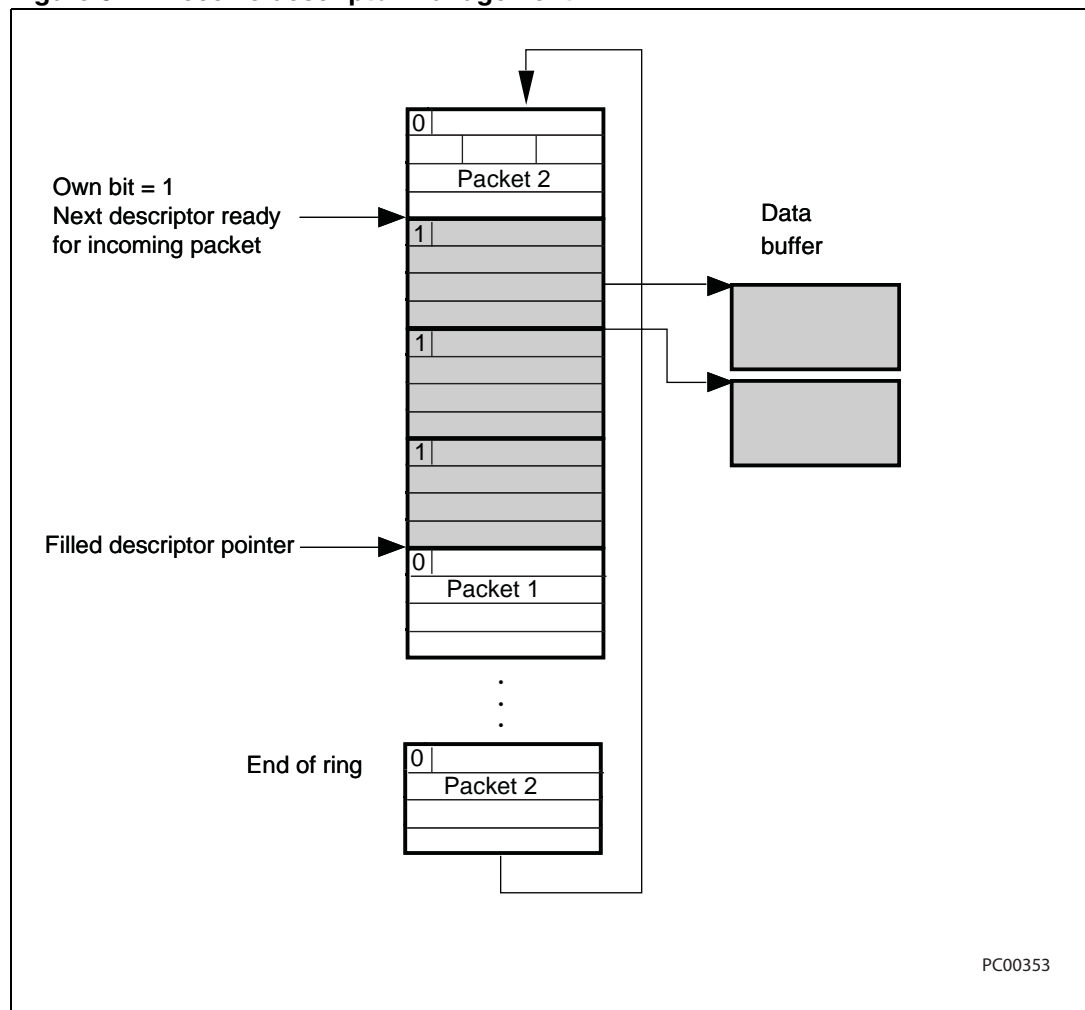 0
Packet 2
Own bit = 1
Next descriptor ready
for incoming packet
Data
buffer
1
1
1
Filled descriptor pointer
0
Packet 1
.
.
.
End of ring
0
Packet 2
PC00353